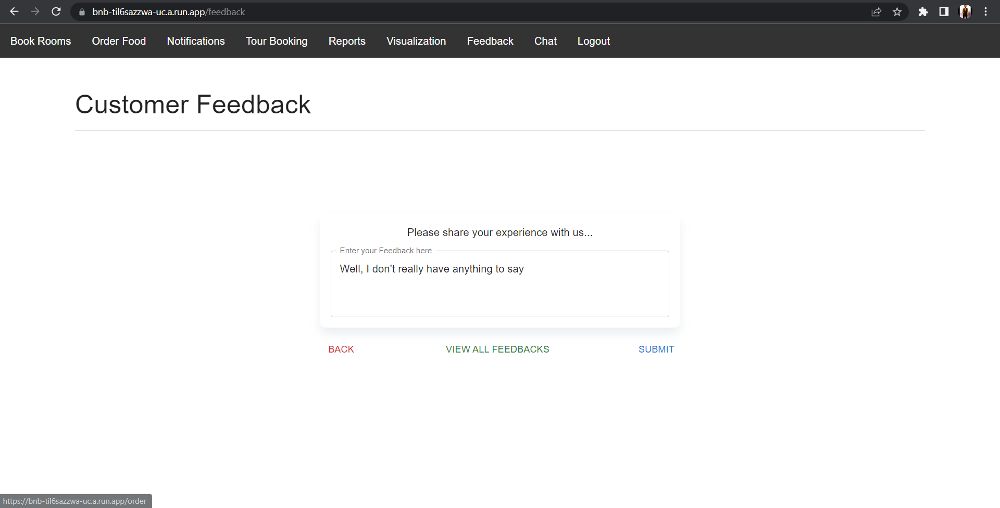 bnb-til6sazzwa-uc.a.run.app/feedback
Book Rooms Order Food Notifications Tour Booking Reports Visualization Feedback Chat Logout
Customer Feedback
Please share your experience with us...
Enter your Feedback here
Well, I don't really have anything to say
BACK VIEW ALL FEEDBACKS SUBMIT
https://bnb-til6sazzwa-uc.a.run.app/order